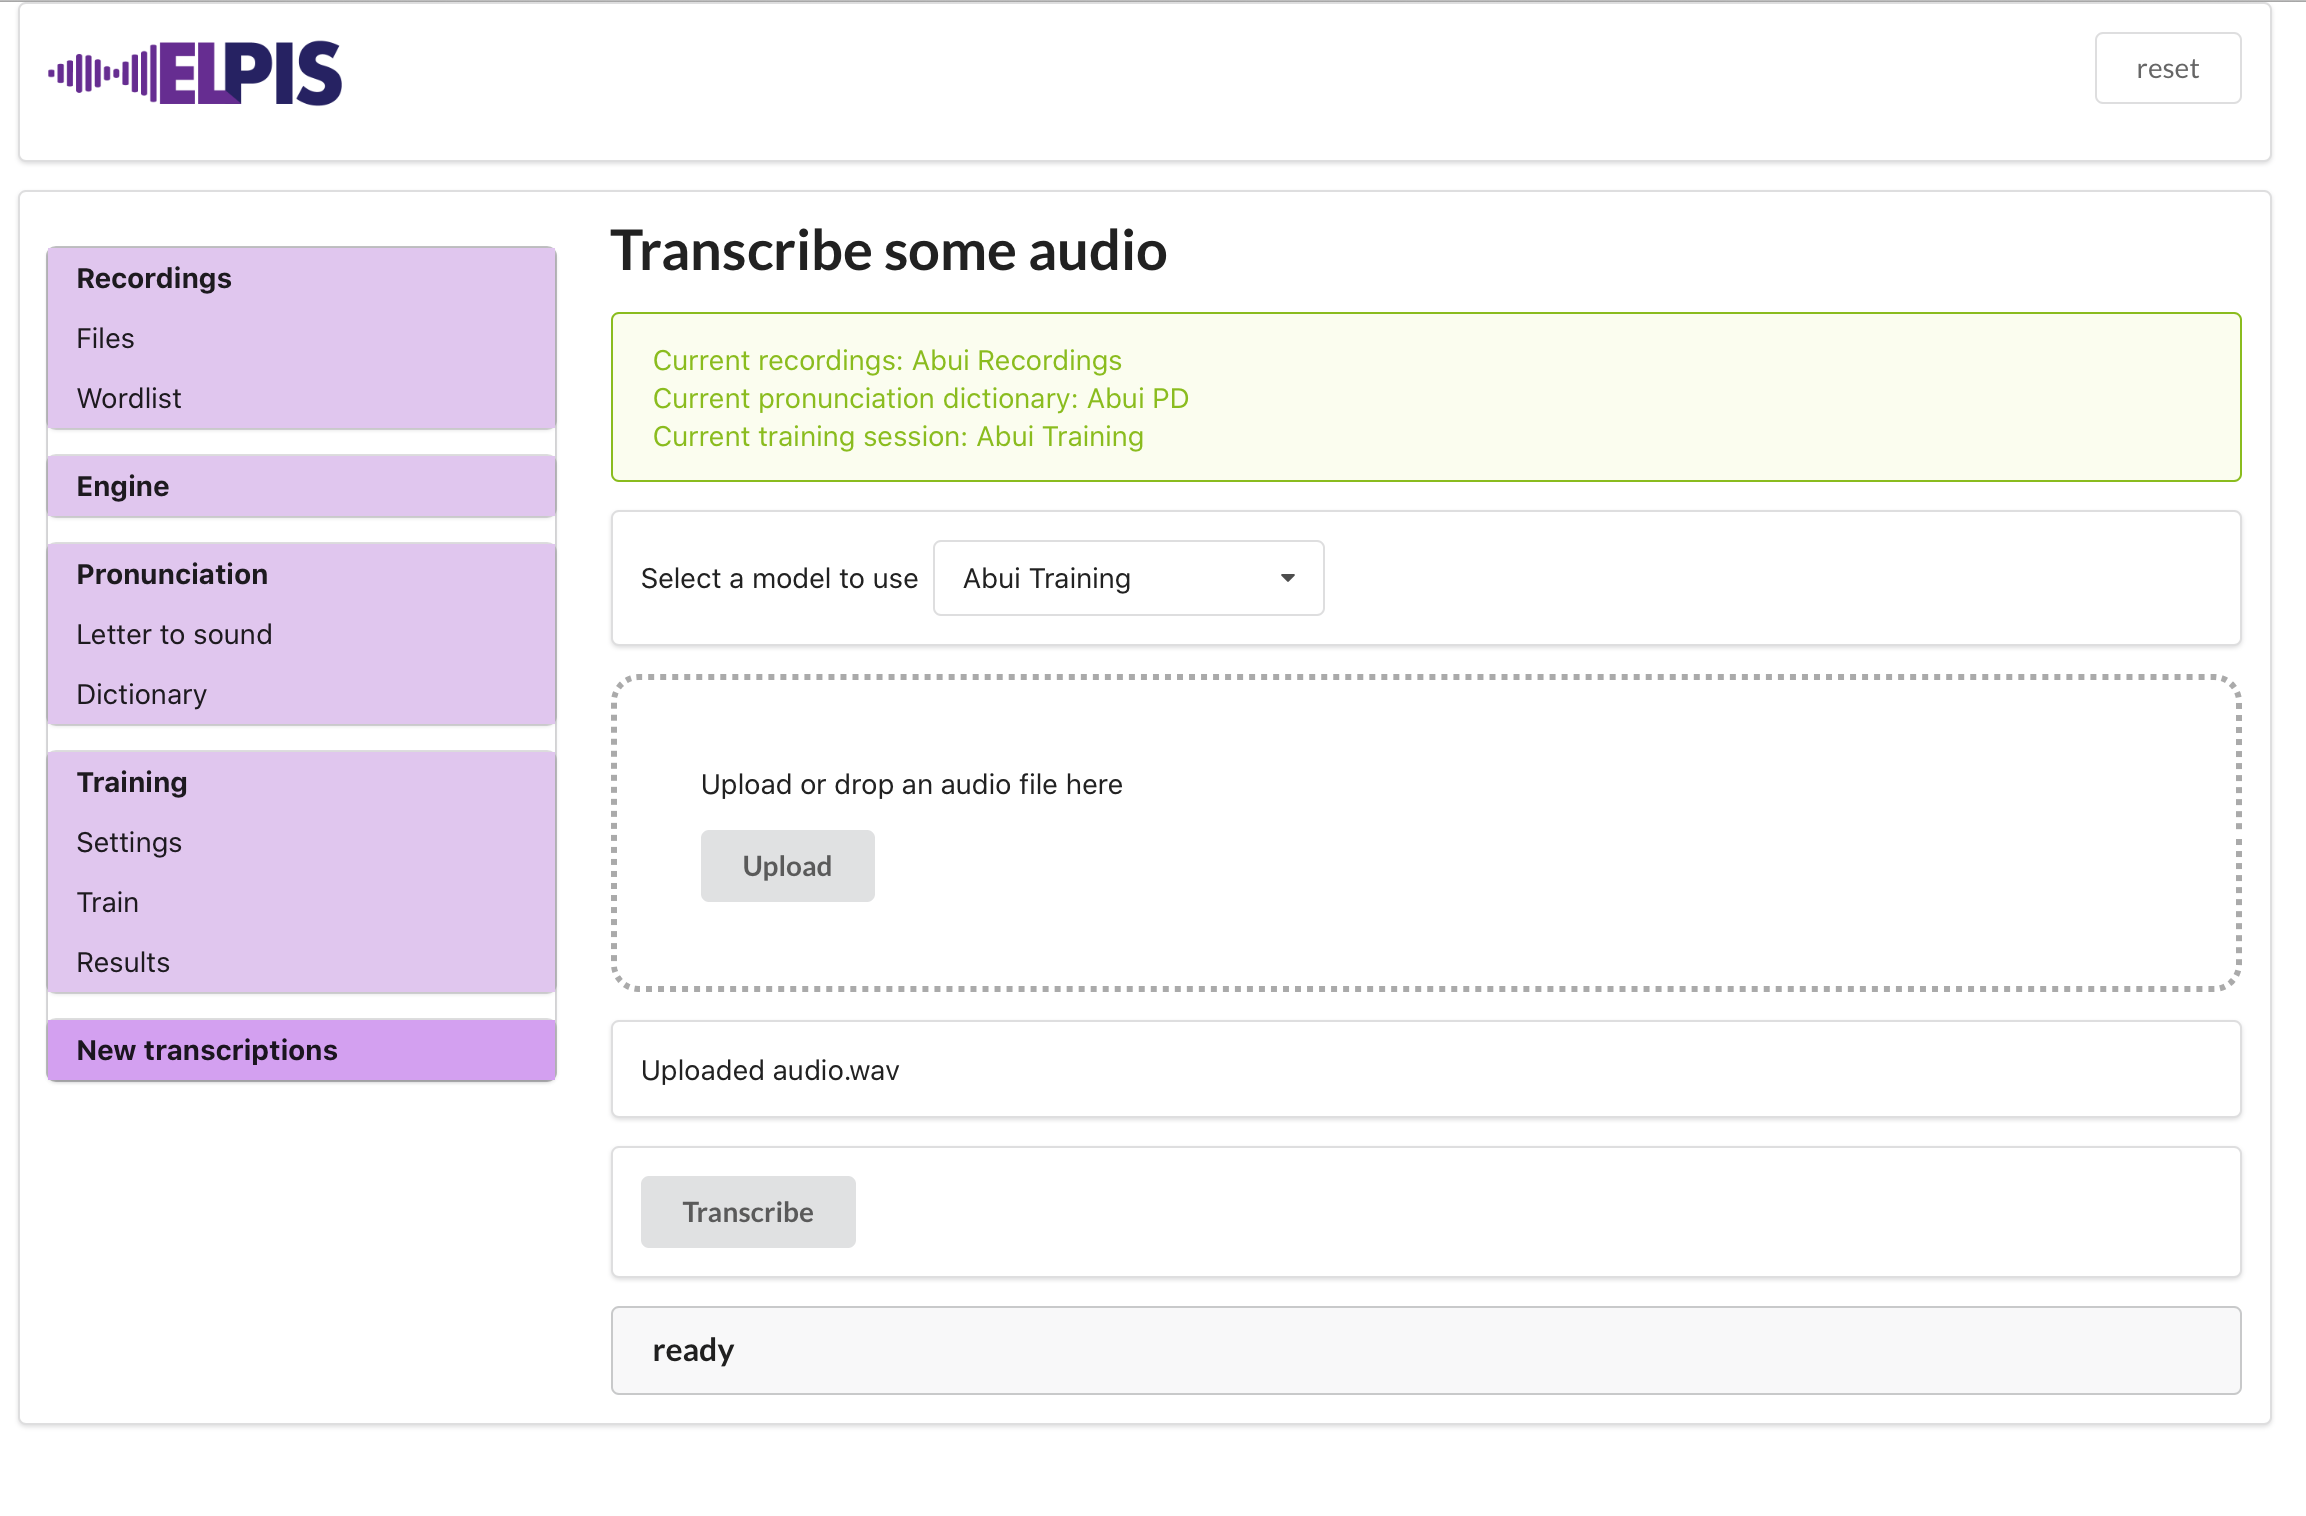 ELPIS
reset
Recordings
Files
Wordlist
Engine
Pronunciation
Letter to sound
Dictionary
Training
Settings
Train
Results
New transcriptions
Transcribe some audio
Current recordings: Abui Recordings
Current pronunciation dictionary: Abui PD
Current training session: Abui Training
Select a model to use Abui Training
Upload or drop an audio file here
Upload
Uploaded audio.wav
Transcribe
ready